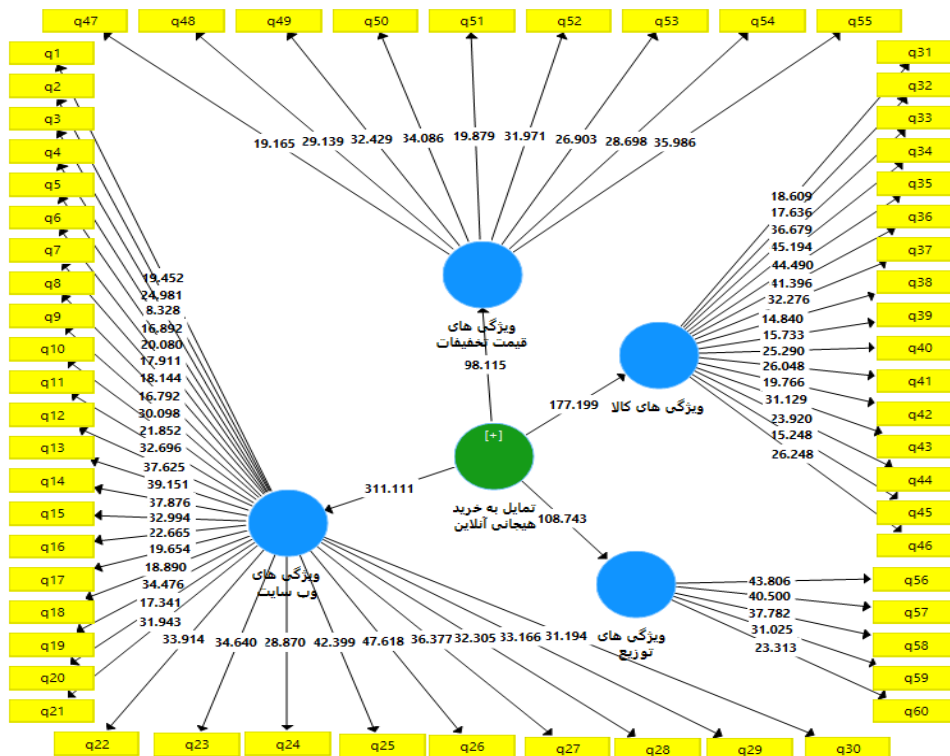 q47 q48 q49 q50 q51 q52 q53 q54 q55
q1
q2
q3
q4
q5
q6
q7
q8
q9
q10
q11
q12
q13
q14
q15
q16
q17
q18
q19
q20
q21
q31
q32
q33
q34
q35
q36
q37
q38
q39
q40
q41
q42
q43
q44
q45
q46
q56
q57
q58
q59
q60
19.165 29.139 32.429 34.086 19.879 31.971 26.903 28.698 35.986
ویژگی های
قیمت تخفیفات
98.115
18.609
17.636
36.679
45.194
44.490
41.396
32.276
14.840
15.733
25.290
26.048
19.766
31.129
23.920
15.248
26.248
ویژگی های کالا
177.199
[+]
تمایل به خرید
هیجانی آنلاین
311.111
108.743
19.452
24.981
8.328
16.892
20.080
17.911
18.144
16.792
30.098
21.852
32.696
37.625
39.151
37.876
32.994
22.665
19.654
18.890
34.476
17.341
31.943
ویژگی های
وب سایت
43.806
40.500
37.782
31.025
23.313
ویژگی های
توزیع
33.914 34.640 28.870 42.399 47.618 36.377 32.305 33.166 31.194
q22 q23 q24 q25 q26 q27 q28 q29 q30